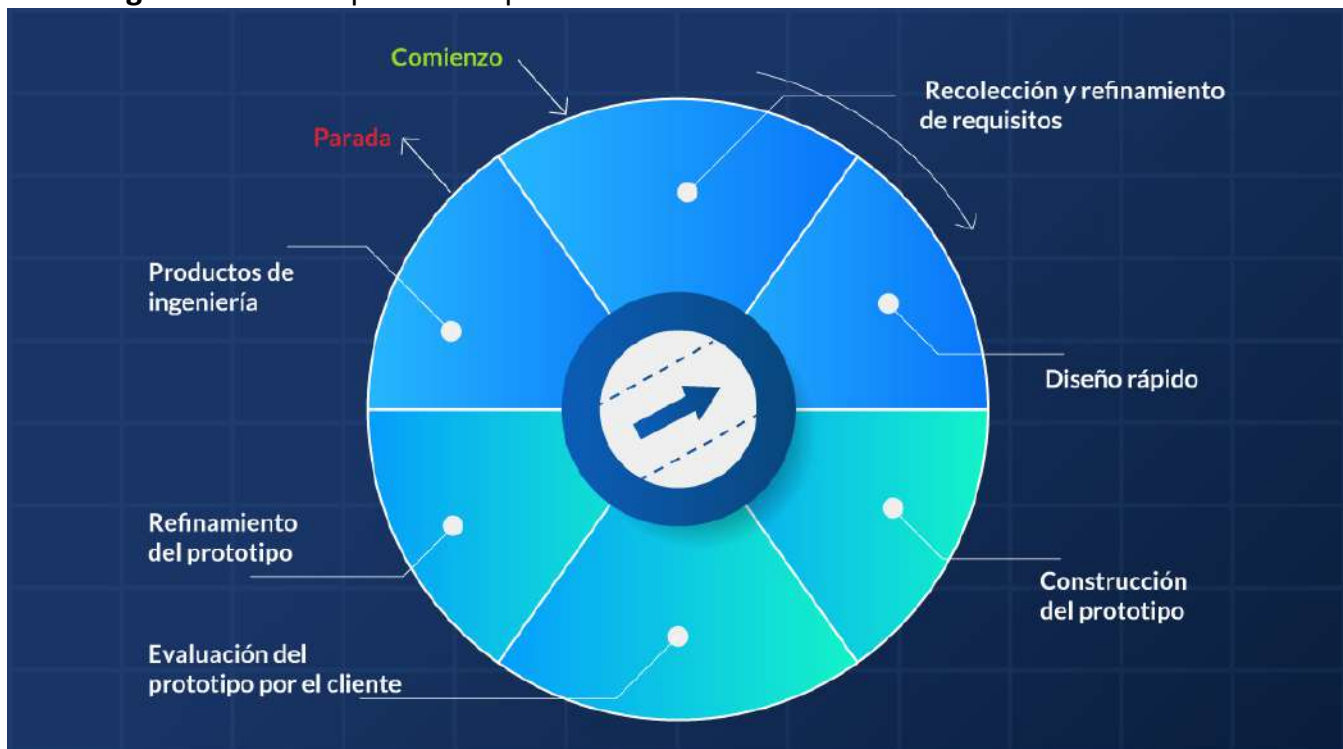 Comienzo
Parada
Recolección y refinamiento
de requisitos
Diseño rápido
Construcción
del prototipo
Evaluación del
prototipo por el cliente
Refinamiento
del prototipo
Productos de
ingeniería